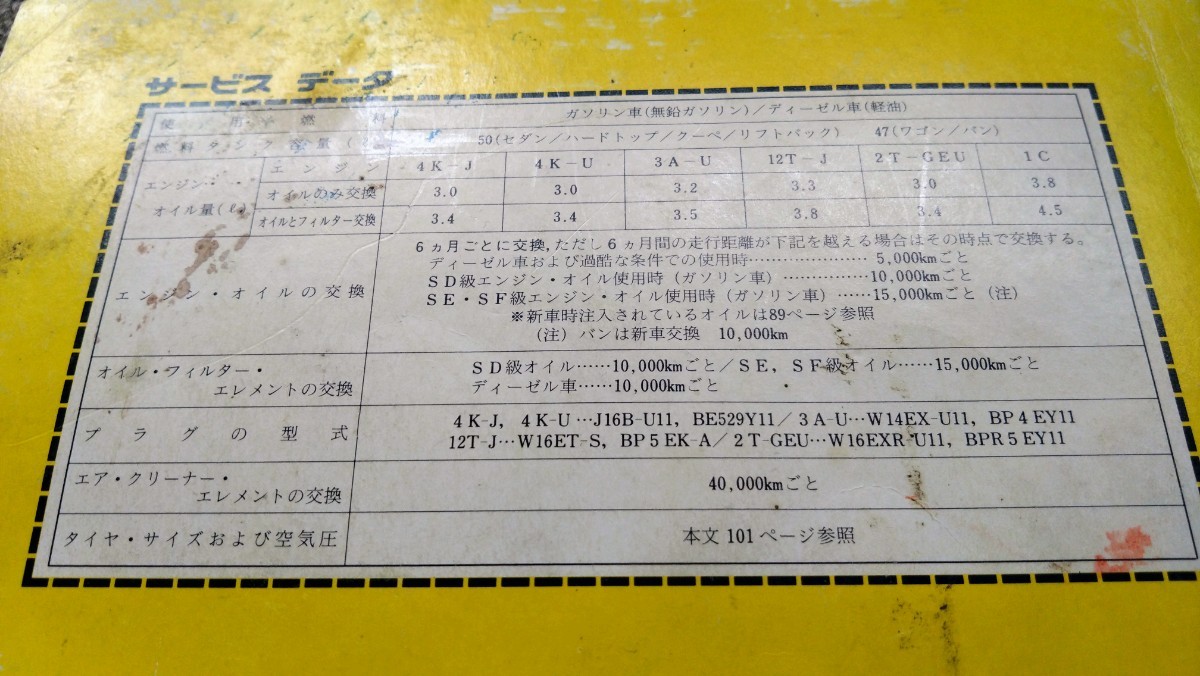 サービス データ
使用燃料 ガソリン車(無鉛ガソリン)/ディーゼル車(軽油)
燃料タンク容量(ℓ) 50(セダン/ハードトップ/クーペ/リフトバック) 47(ワゴン/バン)
エンジン・オイル量(ℓ) エンジン 4K-J 4K-U 3A-U 12T-J 2T-GEU 1C
オイルのみ交換 3.0 3.0 3.2 3.3 3.0 3.8
オイルとフィルター交換 3.4 3.4 3.5 3.8 3.4 4.5
エンジン・オイルの交換
6ヵ月ごとに交換,ただし6ヵ月間の走行距離が下記を越える場合はその時点で交換する。
ディーゼル車および過酷な条件での使用時………………… 5,000kmごと
SD級エンジン・オイル使用時(ガソリン車) ……………10,000kmごと
SE・SF級エンジン・オイル使用時(ガソリン車) ……15,000kmごと(注)
※新車時注入されているオイルは89ページ参照
(注) バンは新車交換 10,000km
オイル・フィルター・
エレメントの交換
SD級オイル……10,000kmごと/SE, SF級オイル……15,000kmごと
ディーゼル車……10,000kmごと
プラグの型式
4K-J, 4K-U…J16B-U11, BE529Y11/3A-U…W14EX-U11, BP4EY11
12T-J…W16ET-S, BP5EK-A/2T-GEU…W16EXR-U11, BPR5EY11
エア・クリーナー・
エレメントの交換
40,000kmごと
タイヤ・サイズおよび空気圧 本文101ページ参照